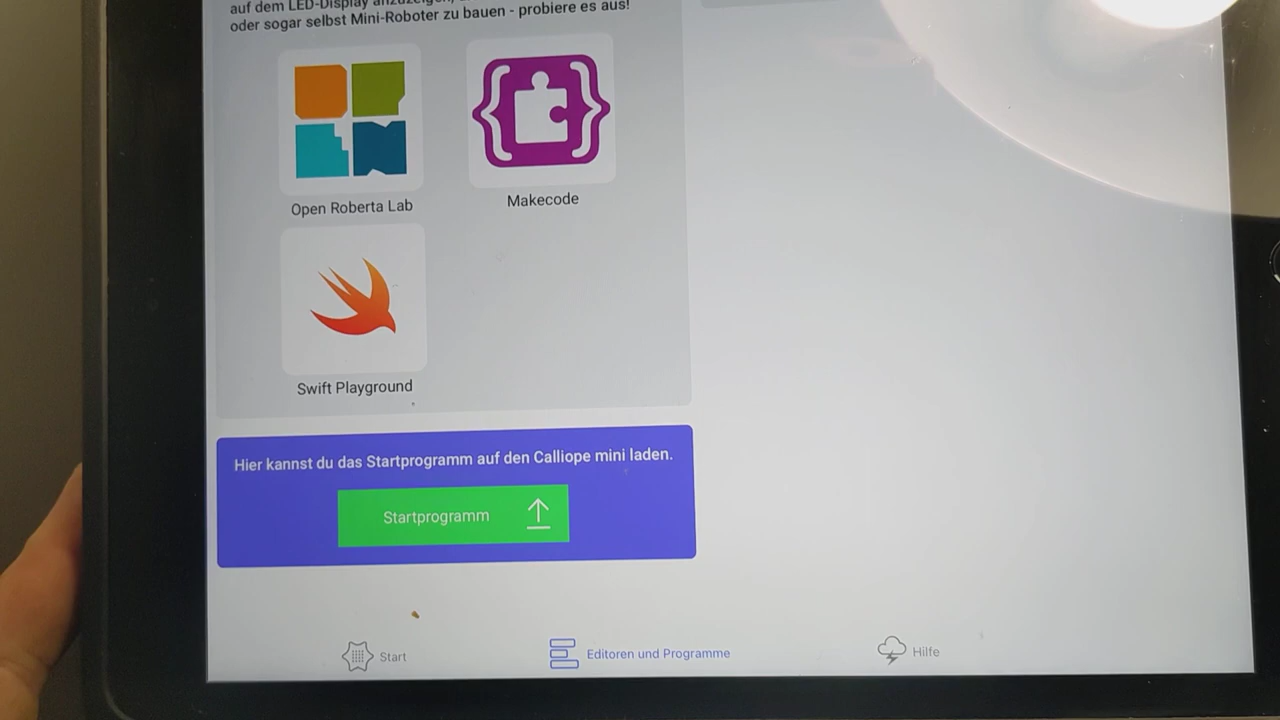 auf dem LED-Display anzuzeigen,
oder sogar selbst Mini-Roboter zu bauen - probiere es aus!
Open Roberta Lab
Makecode
Swift Playground
Hier kannst du das Startprogramm auf den Calliope mini laden.
Startprogramm
Start
Editoren und Programme
Hilfe